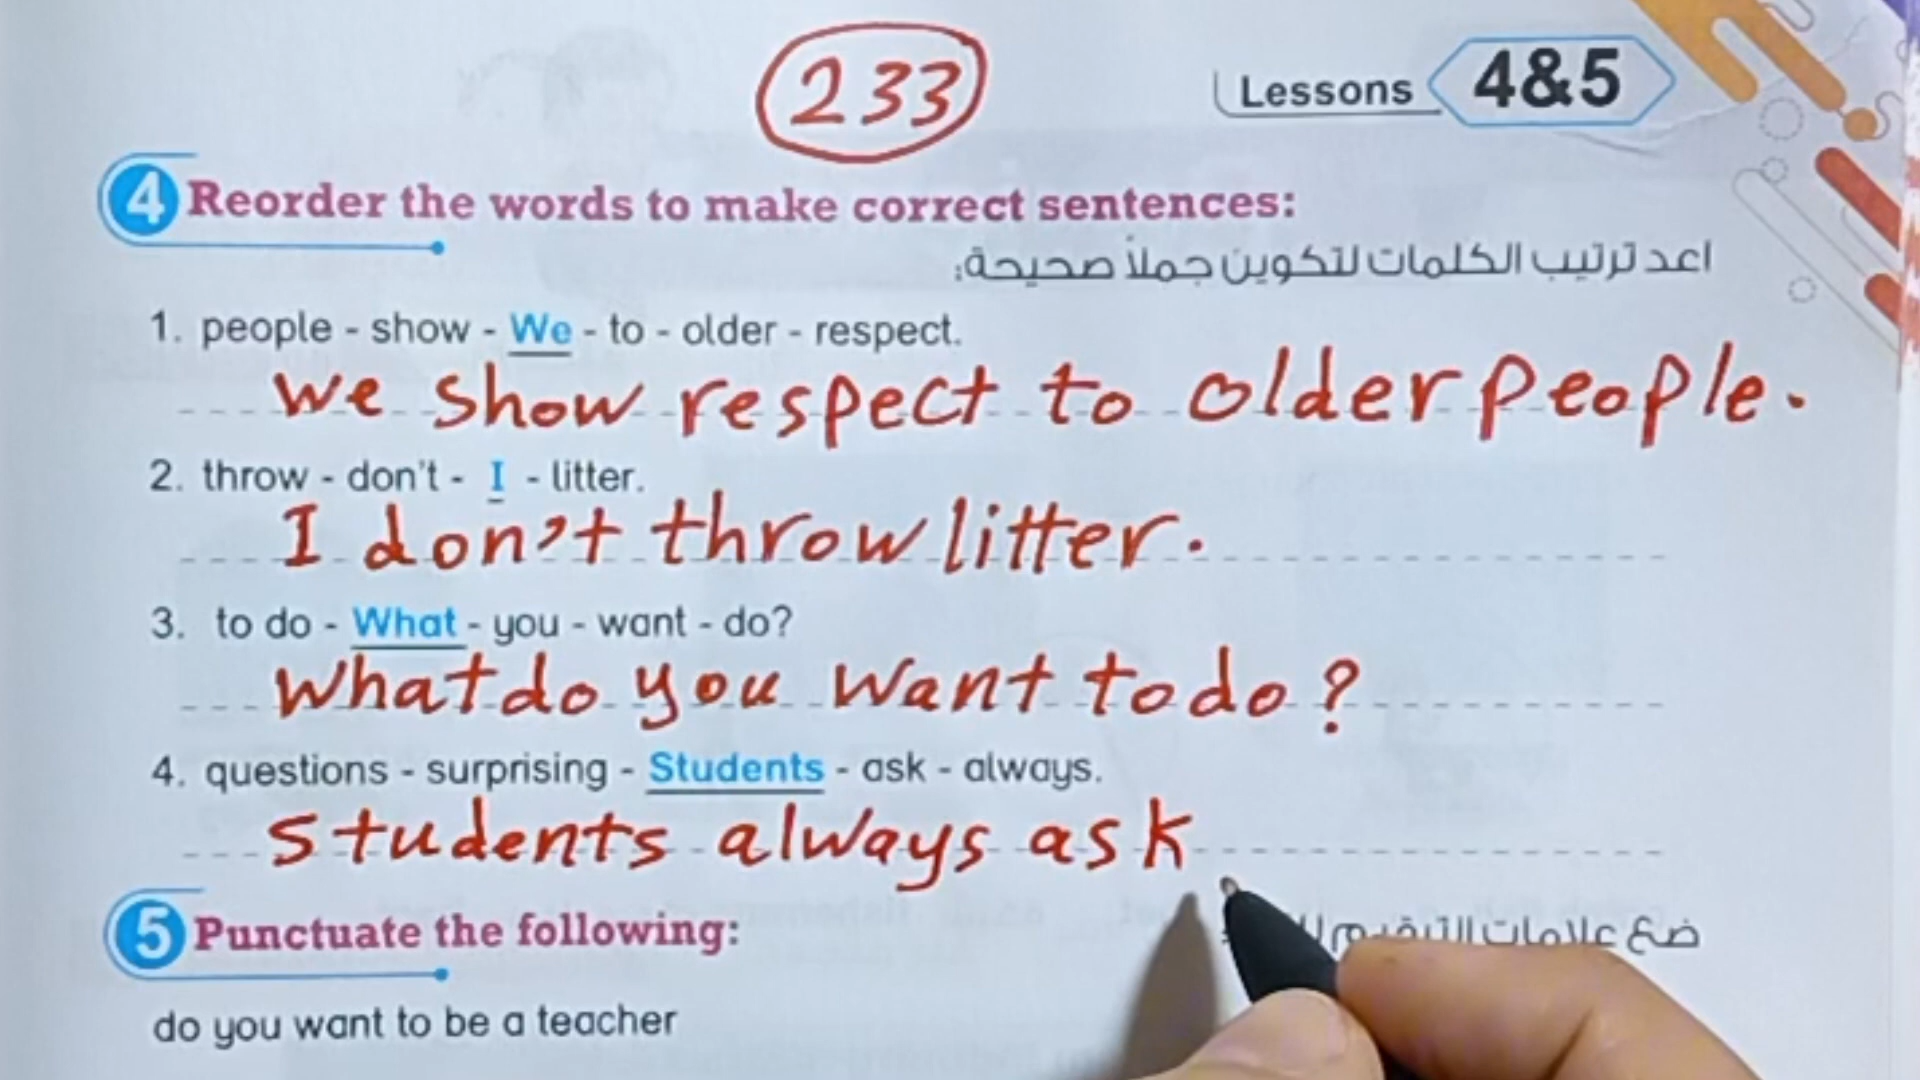 233
Lessons 4&5
4 Reorder the words to make correct sentences:
اعد ترتيب الكلمات لتكوين جملاً صحيحة:
1. people - show - We - to - older - respect.
We show respect to older people.
2. throw - don't - I - litter.
I don't throw litter.
3. to do - What - you - want - do?
What do you want to do?
4. questions - surprising - Students - ask - always.
Students always ask
5 Punctuate the following:
ضع علامات الترقيم
do you want to be a teacher